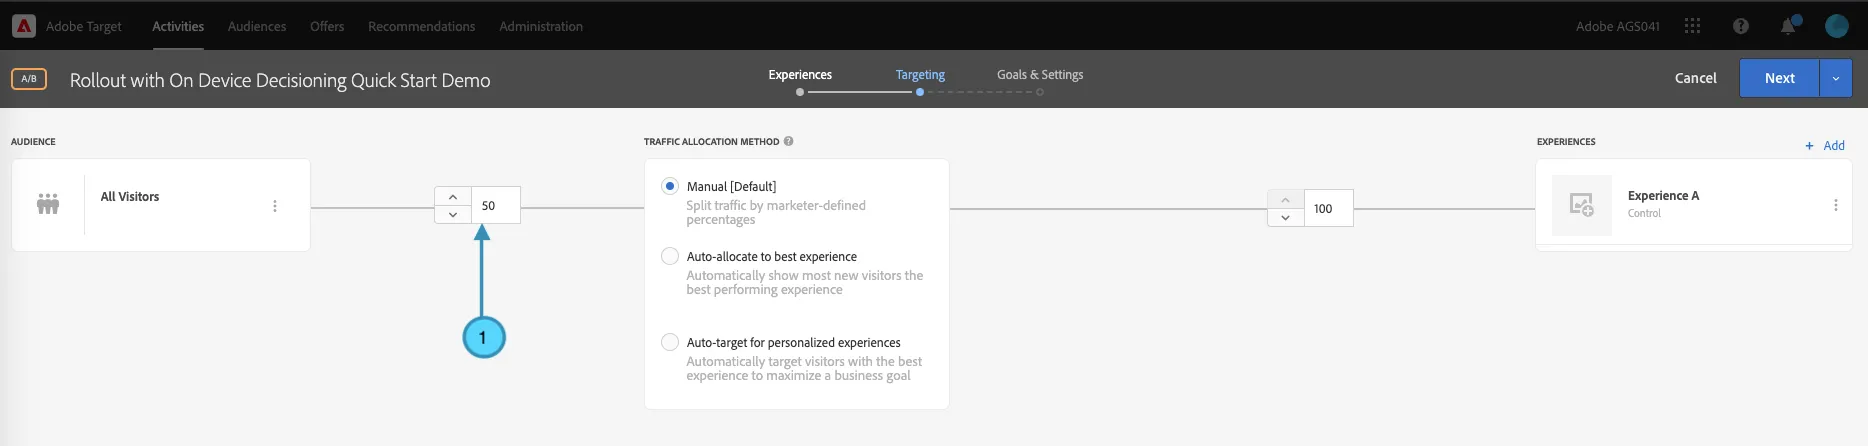 Adobe Target
Activities
Audiences
Offers
Recommendations
Administration
Adobe AGS041
A/B
Rollout with On Device Decisioning Quick Start Demo
Experiences
Targeting
Goals & Settings
Cancel
Next
AUDIENCE
TRAFFIC ALLOCATION METHOD
EXPERIENCES
+ Add
All Visitors
50
Manual [Default]
Split traffic by marketer-defined
percentages
Auto-allocate to best experience
Automatically show most new visitors the
best performing experience
Auto-target for personalized experiences
Automatically target visitors with the best
experience to maximize a business goal
100
Experience A
Control
1